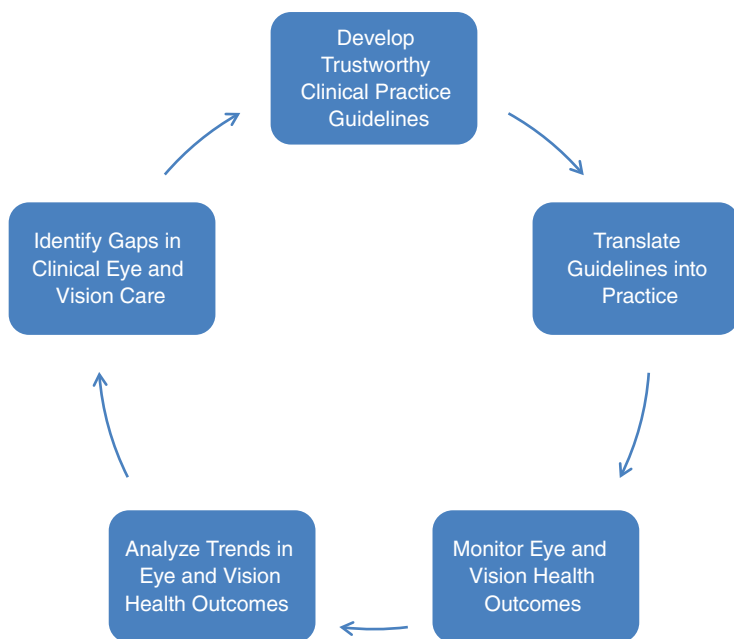 Develop
Trustworthy
Clinical Practice
Guidelines
Translate
Guidelines into
Practice
Monitor Eye and
Vision Health
Outcomes
Analyze Trends in
Eye and Vision
Health Outcomes
Identify Gaps in
Clinical Eye and
Vision Care